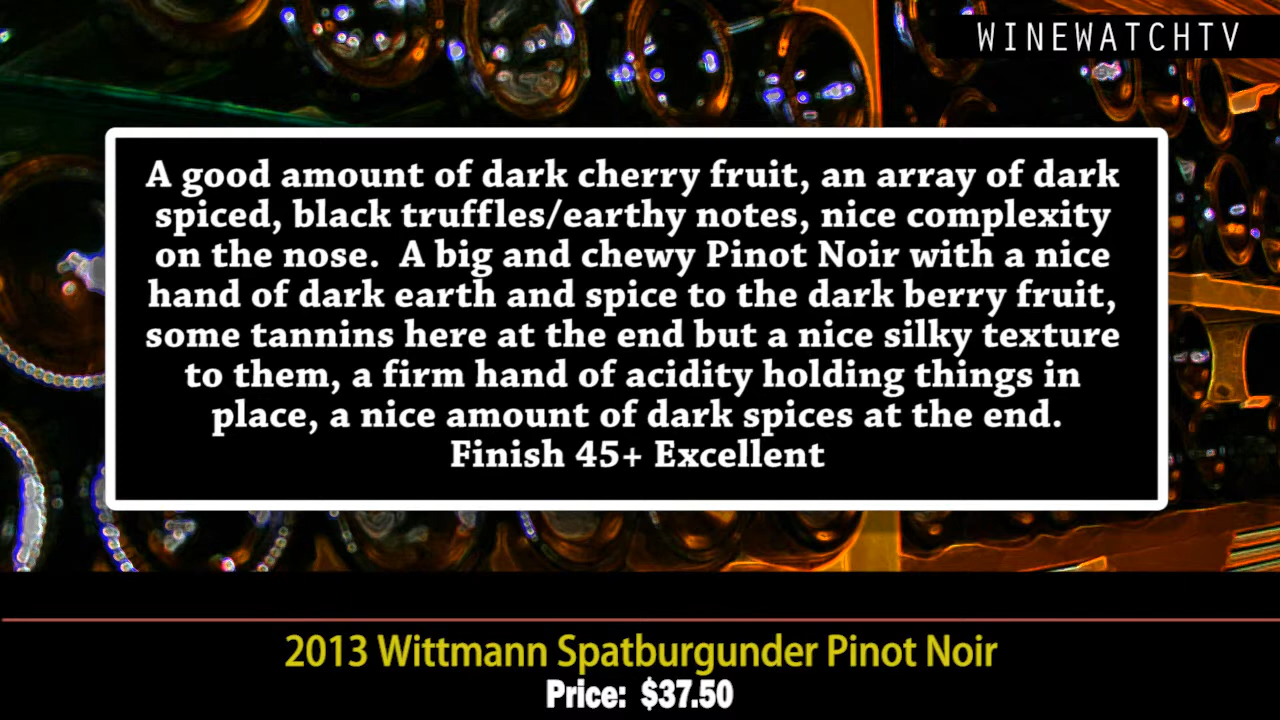 WINEWATCHTV
A good amount of dark cherry fruit, an array of dark
spiced, black truffles/earthy notes, nice complexity
on the nose.  A big and chewy Pinot Noir with a nice
hand of dark earth and spice to the dark berry fruit,
some tannins here at the end but a nice silky texture
to them, a firm hand of acidity holding things in
place, a nice amount of dark spices at the end.
Finish 45+ Excellent
2013 Wittmann Spatburgunder Pinot Noir
Price:  $37.50